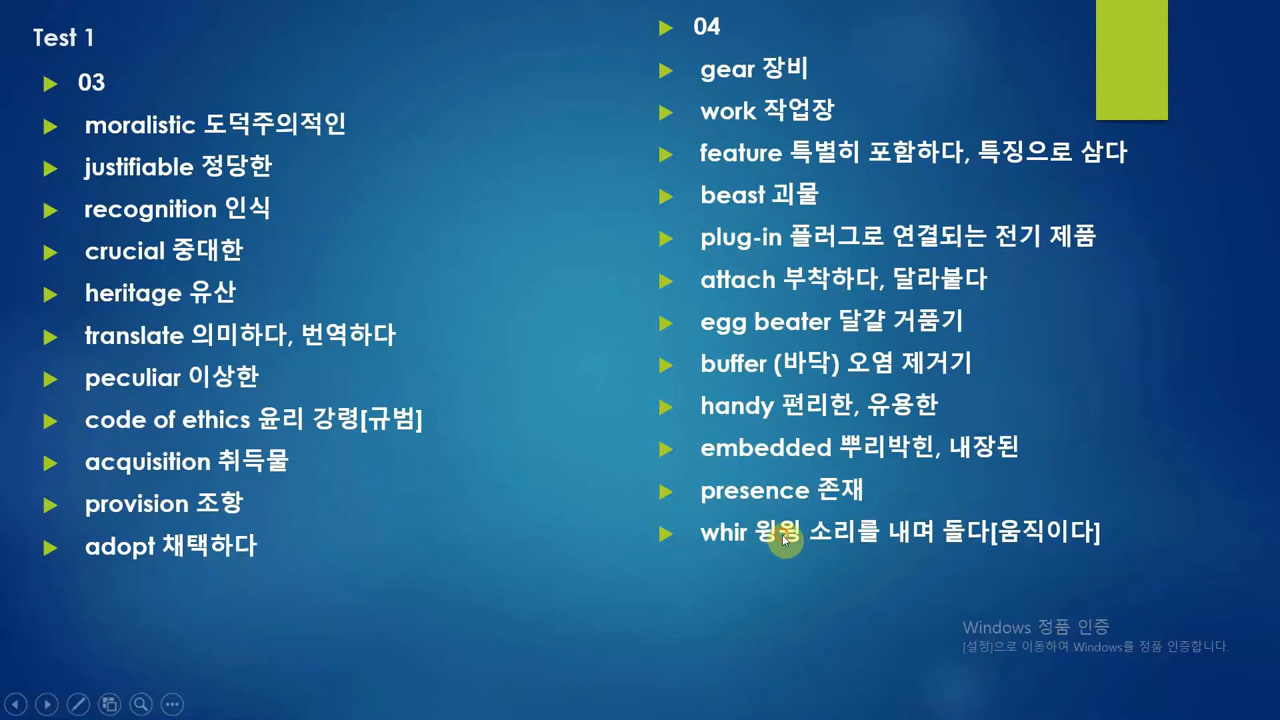 Test 1
03
moralistic 도덕주의적인
justifiable 정당한
recognition 인식
crucial 중대한
heritage 유산
translate 의미하다, 번역하다
peculiar 이상한
code of ethics 윤리 강령[규범]
acquisition 취득물
provision 조항
adopt 채택하다
04
gear 장비
work 작업장
feature 특별히 포함하다, 특징으로 삼다
beast 괴물
plug-in 플러그로 연결되는 전기 제품
attach 부착하다, 달라붙다
egg beater 달걀 거품기
buffer (바닥) 오염 제거기
handy 편리한, 유용한
embedded 뿌리박힌, 내장된
presence 존재
whir 윙윙 소리를 내며 돌다[움직이다]
Windows 정품 인증
[설정]으로 이동하여 Windows를 정품 인증합니다.